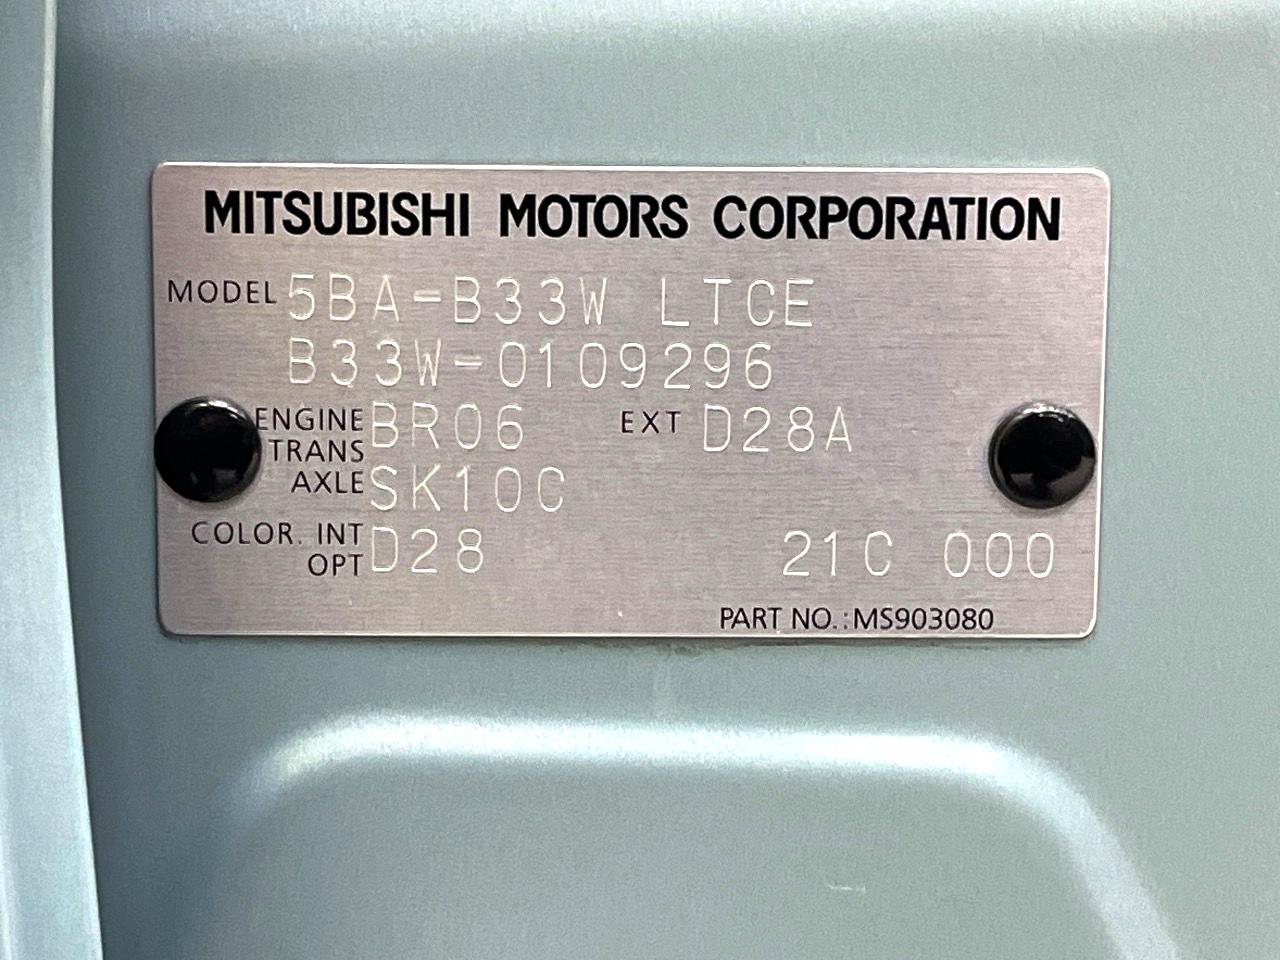 MITSUBISHI MOTORS CORPORATION
MODEL 5BA-B33W LTCE
B33W-0109296
ENGINE BR06 EXT D28A
TRANS
AXLE SK10C
COLOR. INT D28 21C 000
OPT
PART NO.:MS903080